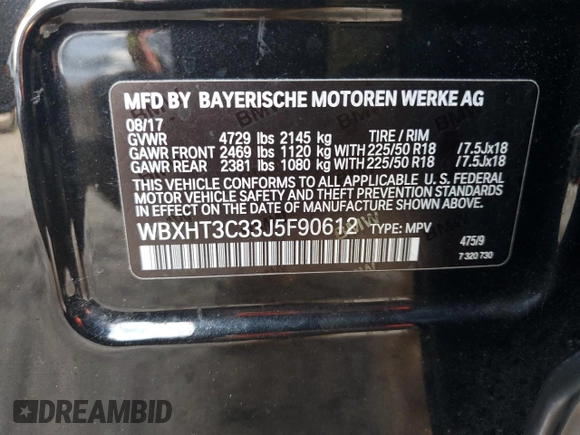 MFD BY BAYERISCHE MOTOREN WERKE AG
08/17
GVWR 4729 lbs 2145 kg TIRE / RIM
GAWR FRONT 2469 lbs 1120 kg WITH 225/50 R18 /7.5Jx18
GAWR REAR 2381 lbs 1080 kg WITH 225/50 R18 /7.5Jx18
THIS VEHICLE CONFORMS TO ALL APPLICABLE U. S. FEDERAL
MOTOR VEHICLE SAFETY AND THEFT PREVENTION STANDARDS
IN EFFECT ON THE DATE OF MANUFACTURE SHOWN ABOVE.
WBXHT3C33J5F90612 TYPE: MPV
475/9
7 320 730
DREAMBID